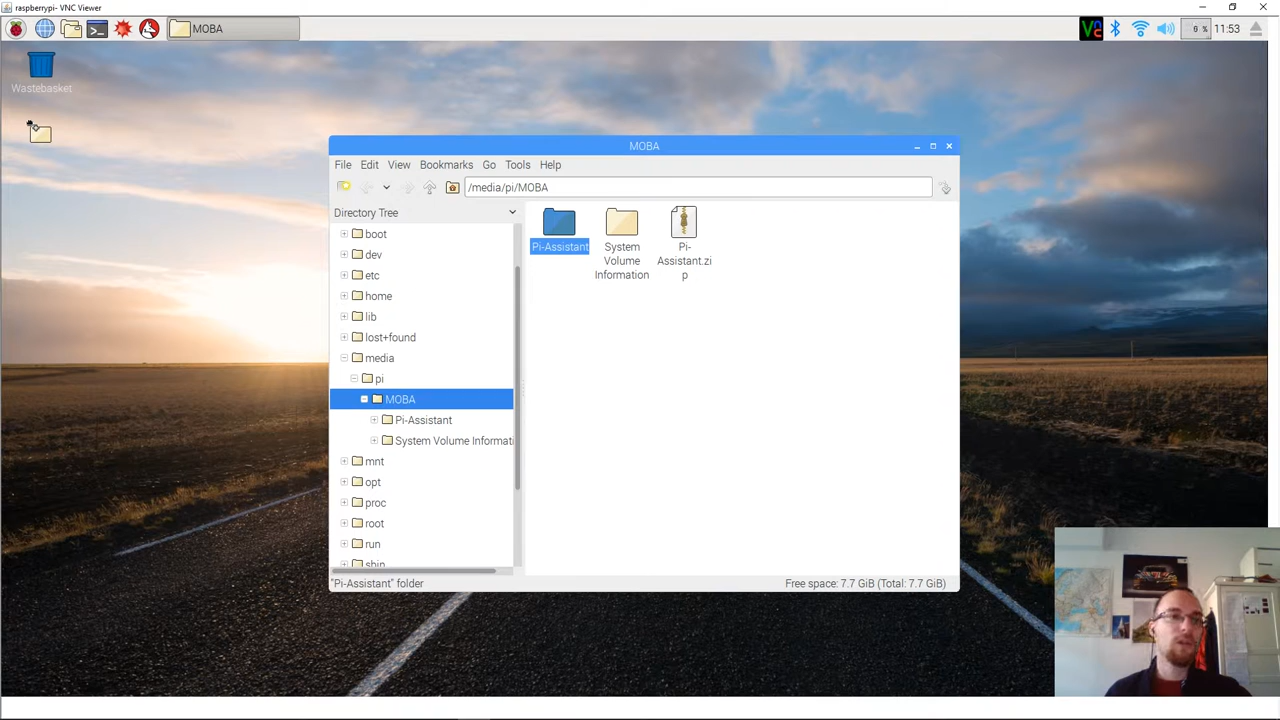 raspberrypi- VNC Viewer
MOBA
0 %
11:53
Wastebasket
MOBA
File Edit View Bookmarks Go Tools Help
/media/pi/MOBA
Directory Tree
boot
dev
etc
home
lib
lost+found
media
pi
MOBA
Pi-Assistant
System Volume Informati
mnt
opt
proc
root
run
sbin
Pi-Assistant
System
Volume
Information
Pi-
Assistant.zi
p
"Pi-Assistant" folder
Free space: 7.7 GiB (Total: 7.7 GiB)